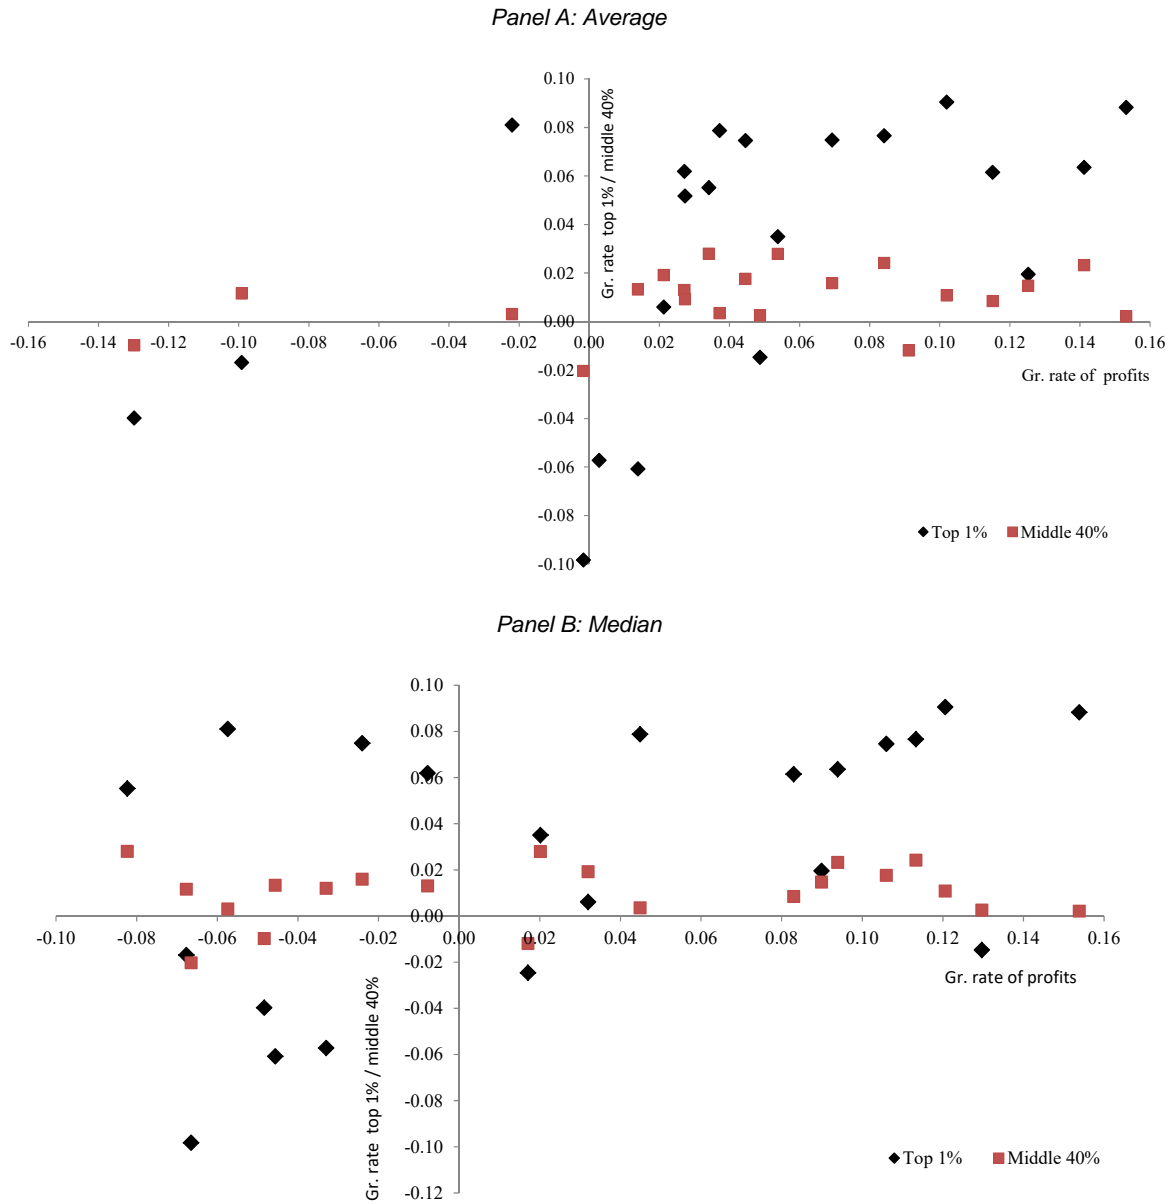 Panel A: Average
0.10
0.08
0.06
0.04
0.02
0.00
-0.02
-0.04
-0.06
-0.08
-0.10
Gr. rate top 1% / middle 40%
-0.16 -0.14 -0.12 -0.10 -0.08 -0.06 -0.04 -0.02 0.00 0.02 0.04 0.06 0.08 0.10 0.12 0.14 0.16
Gr. rate of profits
Top 1% Middle 40%
Panel B: Median
0.10
0.08
0.06
0.04
0.02
0.00
-0.02
-0.04
-0.06
-0.08
-0.10
-0.12
Gr. rate top 1% / middle 40%
-0.10 -0.08 -0.06 -0.04 -0.02 0.00 0.02 0.04 0.06 0.08 0.10 0.12 0.14 0.16
Gr. rate of profits
Top 1% Middle 40%